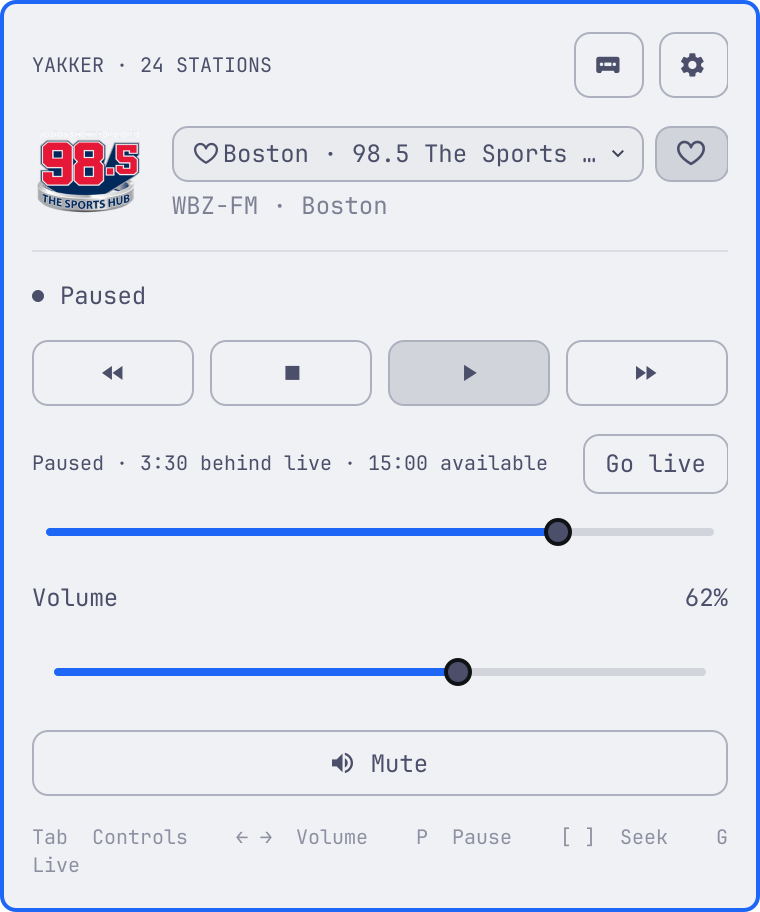 YAKKER · 24 STATIONS
98.5
THE SPORTS HUB
Boston · 98.5 The Sports …
WBZ-FM · Boston
Paused
Paused · 3:30 behind live · 15:00 available
Go live
Volume 62%
Mute
Tab Controls ← → Volume P Pause [ ] Seek G
Live